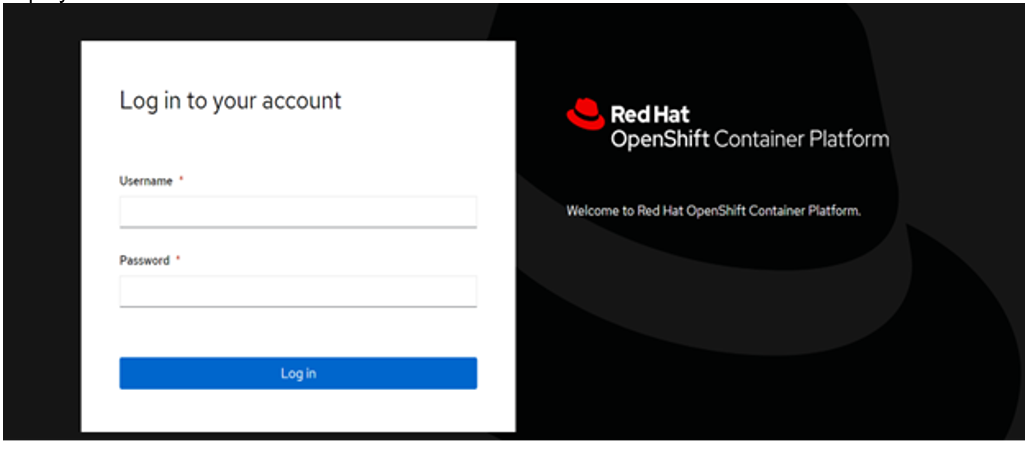 Log in to your account
Username *
Password *
Log in
Red Hat
OpenShift Container Platform
Welcome to Red Hat OpenShift Container Platform.